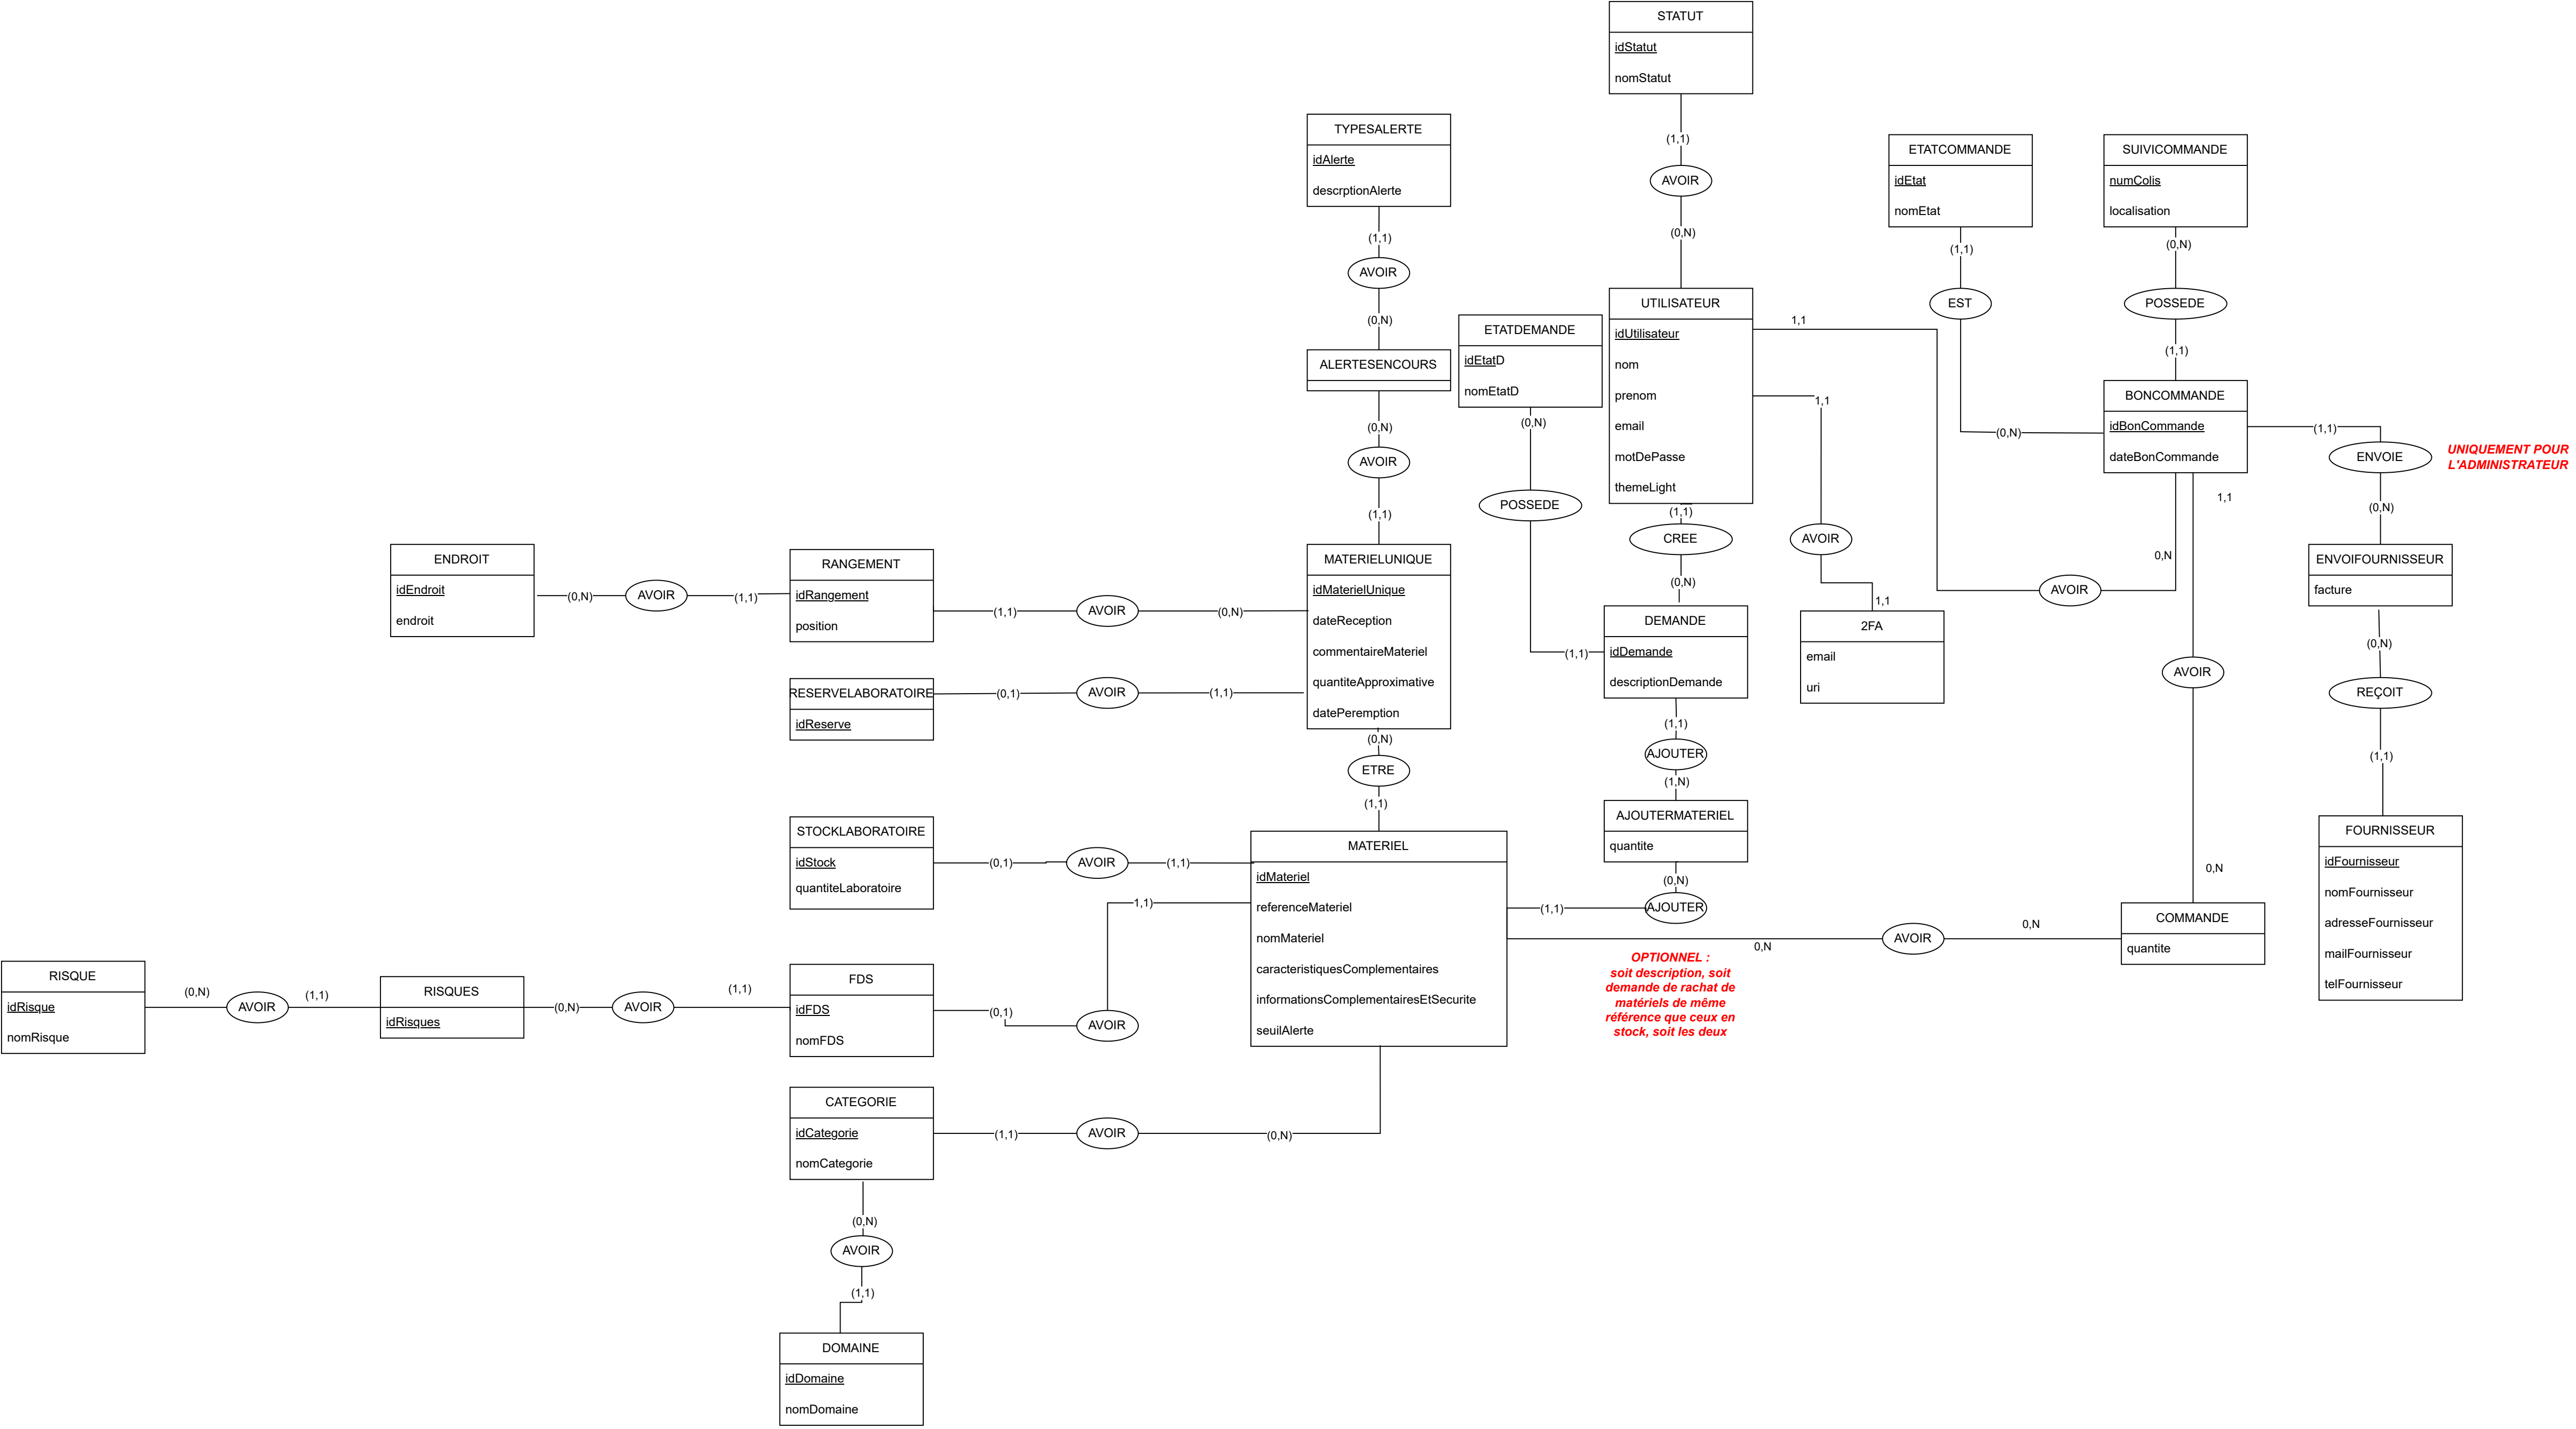 STATUT
idStatut
nomStatut
(1,1)
AVOIR
(0,N)
TYPESALERTE
idAlerte
descrptionAlerte
(1,1)
AVOIR
(0,N)
ALERTESENCOURS
(0,N)
AVOIR
(1,1)
ETATCOMMANDE
idEtat
nomEtat
(1,1)
EST
(0,N)
SUIVICOMMANDE
numColis
localisation
(0,N)
POSSEDE
(1,1)
UTILISATEUR
idUtilisateur
nom
prenom
email
motDePasse
themeLight
1,1
1,1
ETATDEMANDE
idEtatD
nomEtatD
(0,N)
POSSEDE
(1,1)
BONCOMMANDE
idBonCommande
dateBonCommande
(1,1)
ENVOIE
UNIQUEMENT POUR
L'ADMINISTRATEUR
(0,N)
1,1
0,N
AVOIR
(1,1)
CREE
(0,N)
AVOIR
1,1
ENDROIT
idEndroit
endroit
(0,N)
AVOIR
(1,1)
RANGEMENT
idRangement
position
(1,1)
AVOIR
(0,N)
MATERIELUNIQUE
idMaterielUnique
dateReception
commentaireMateriel
quantiteApproximative
datePeremption
RESERVELABORATOIRE
idReserve
(0,1)
AVOIR
(1,1)
(0,N)
ETRE
(1,1)
DEMANDE
idDemande
descriptionDemande
2FA
email
uri
ENVOIFOURNISSEUR
facture
(0,N)
REÇOIT
(1,1)
AVOIR
0,N
(1,1)
AJOUTER
(1,N)
AJOUTERMATERIEL
quantite
(0,N)
AJOUTER
(1,1)
STOCKLABORATOIRE
idStock
quantiteLaboratoire
(0,1)
AVOIR
(1,1)
MATERIEL
idMateriel
referenceMateriel
nomMateriel
caracteristiquesComplementaires
informationsComplementairesEtSecurite
seuilAlerte
1,1)
0,N
AVOIR
0,N
COMMANDE
quantite
FOURNISSEUR
idFournisseur
nomFournisseur
adresseFournisseur
mailFournisseur
telFournisseur
OPTIONNEL :
soit description, soit
demande de rachat de
matériels de même
référence que ceux en
stock, soit les deux
RISQUE
idRisque
nomRisque
(0,N)
AVOIR
(1,1)
RISQUES
idRisques
(0,N)
AVOIR
(1,1)
FDS
idFDS
nomFDS
(0,1)
AVOIR
CATEGORIE
idCategorie
nomCategorie
(1,1)
AVOIR
(0,N)
(0,N)
AVOIR
(1,1)
DOMAINE
idDomaine
nomDomaine